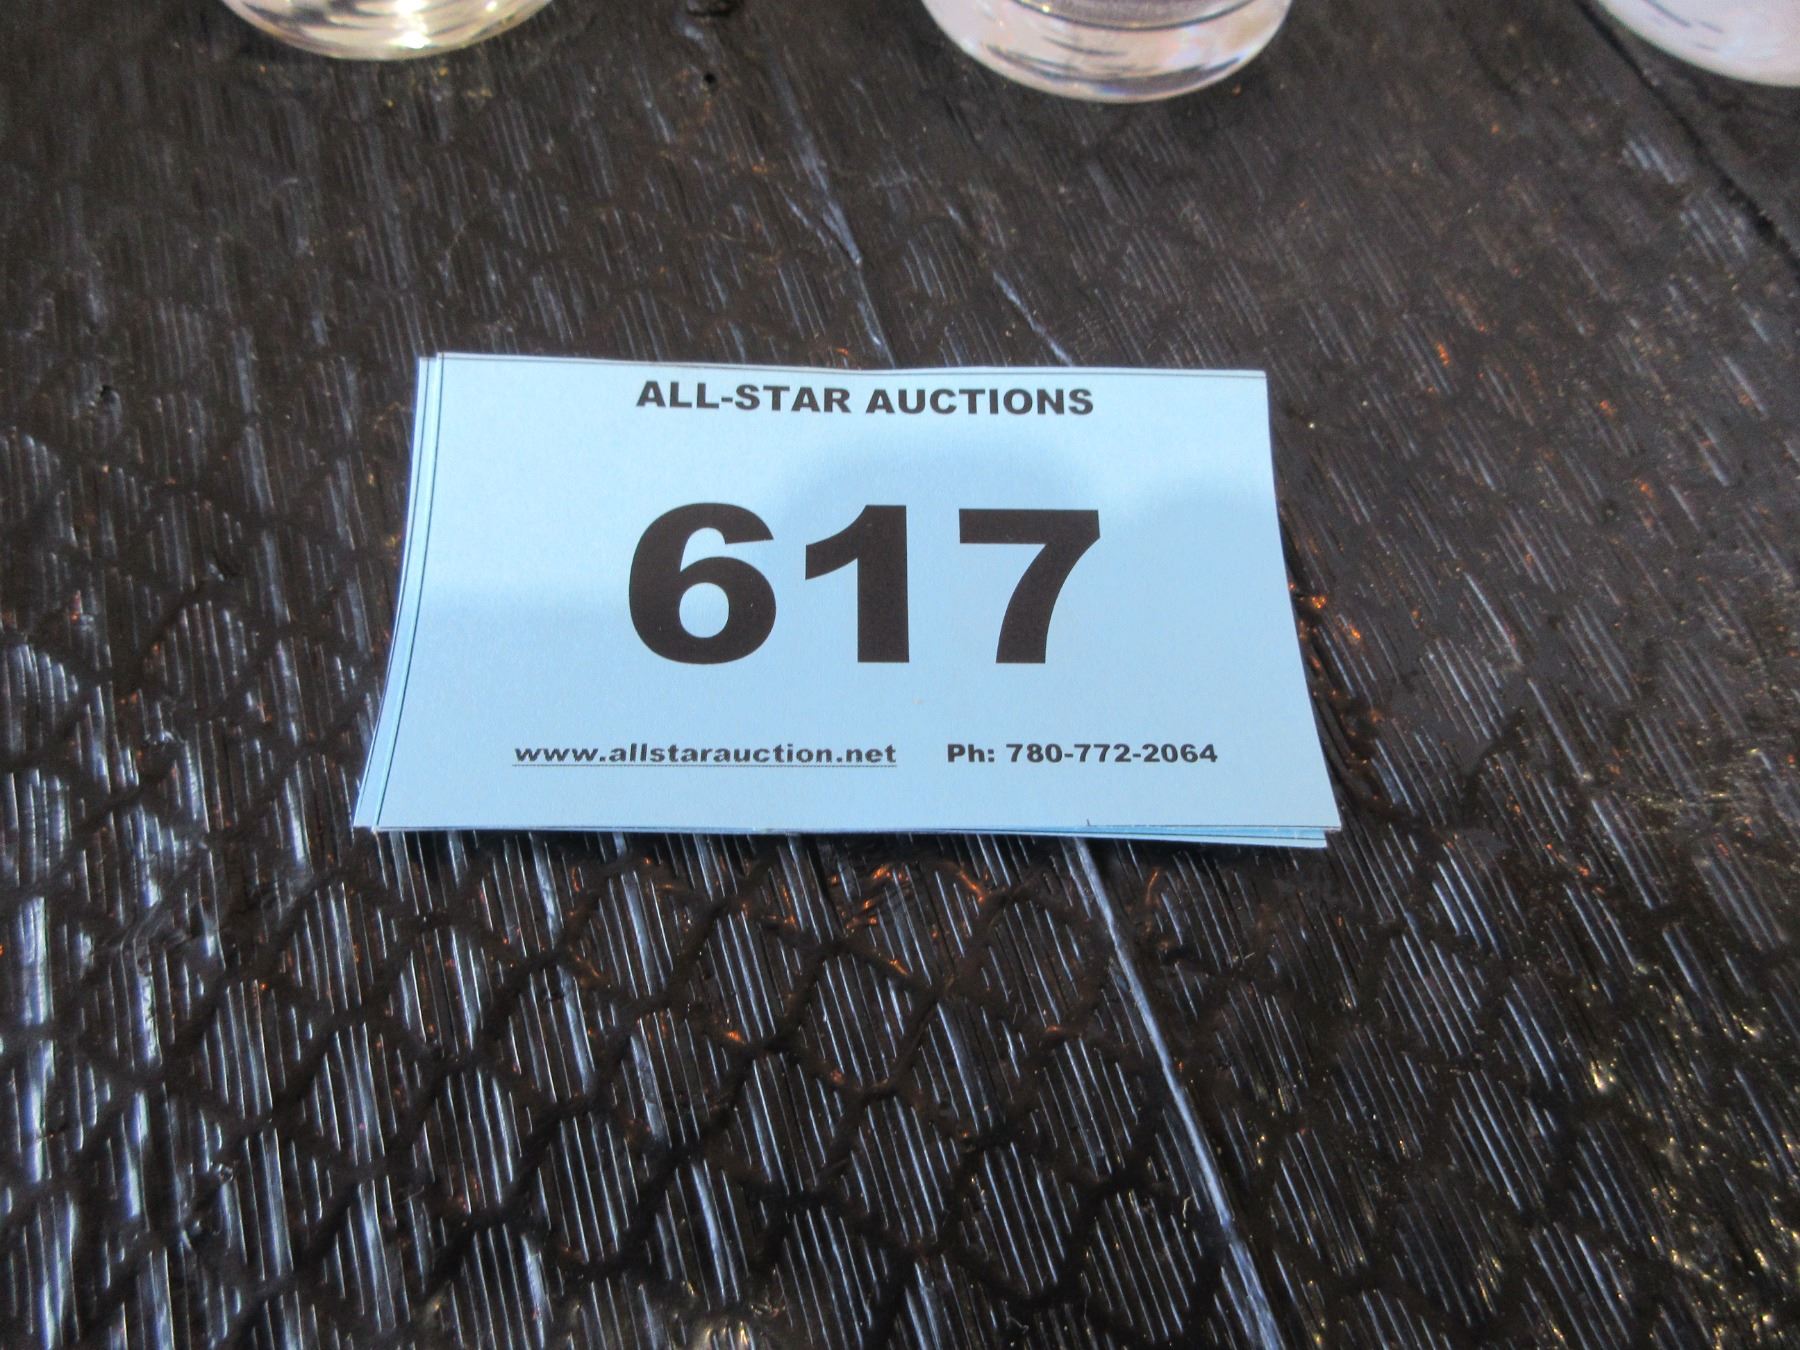 ALL-STAR AUCTIONS
617
www.allstarauction.net Ph: 780-772-2064